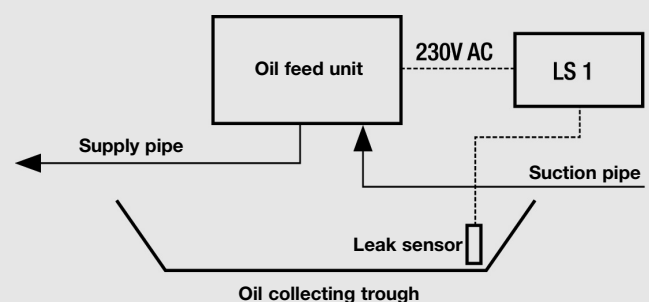 230V AC
Oil feed unit
LS 1
Supply pipe
Suction pipe
Leak sensor
Oil collecting trough